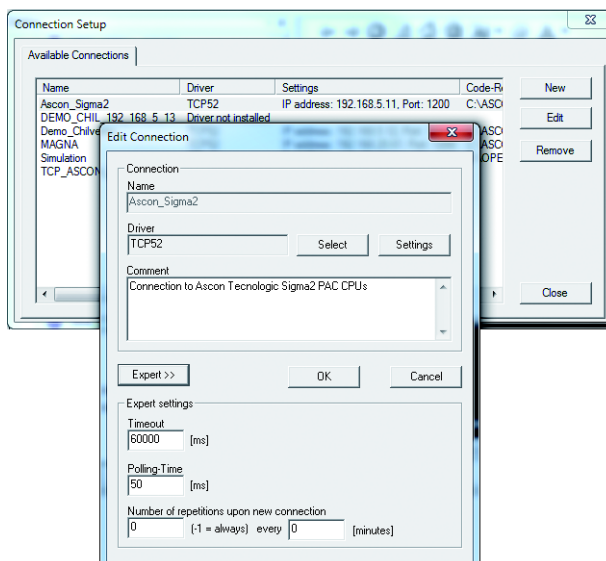 Connection Setup
Available Connections
Name Driver Settings Code-R
Ascon_Sigma2 TCP52 IP address: 192.168.5.11, Port: 1200 C:\ASC
DEMO_CHIL_192_168_5_13 Driver not installed
Demo_Chilve
MAGNA
Simulation
TCP_ASCON
New
Edit
Remove
Close
Edit Connection
Connection
Name
Ascon_Sigma2
Driver
TCP52 Select Settings
Comment
Connection to Ascon Tecnologic Sigma2 PAC CPUs
Expert >> OK Cancel
Expert settings
Timeout
60000 [ms]
Polling-Time
50 [ms]
Number of repetitions upon new connection
0 (-1 = always) every 0 [minutes]